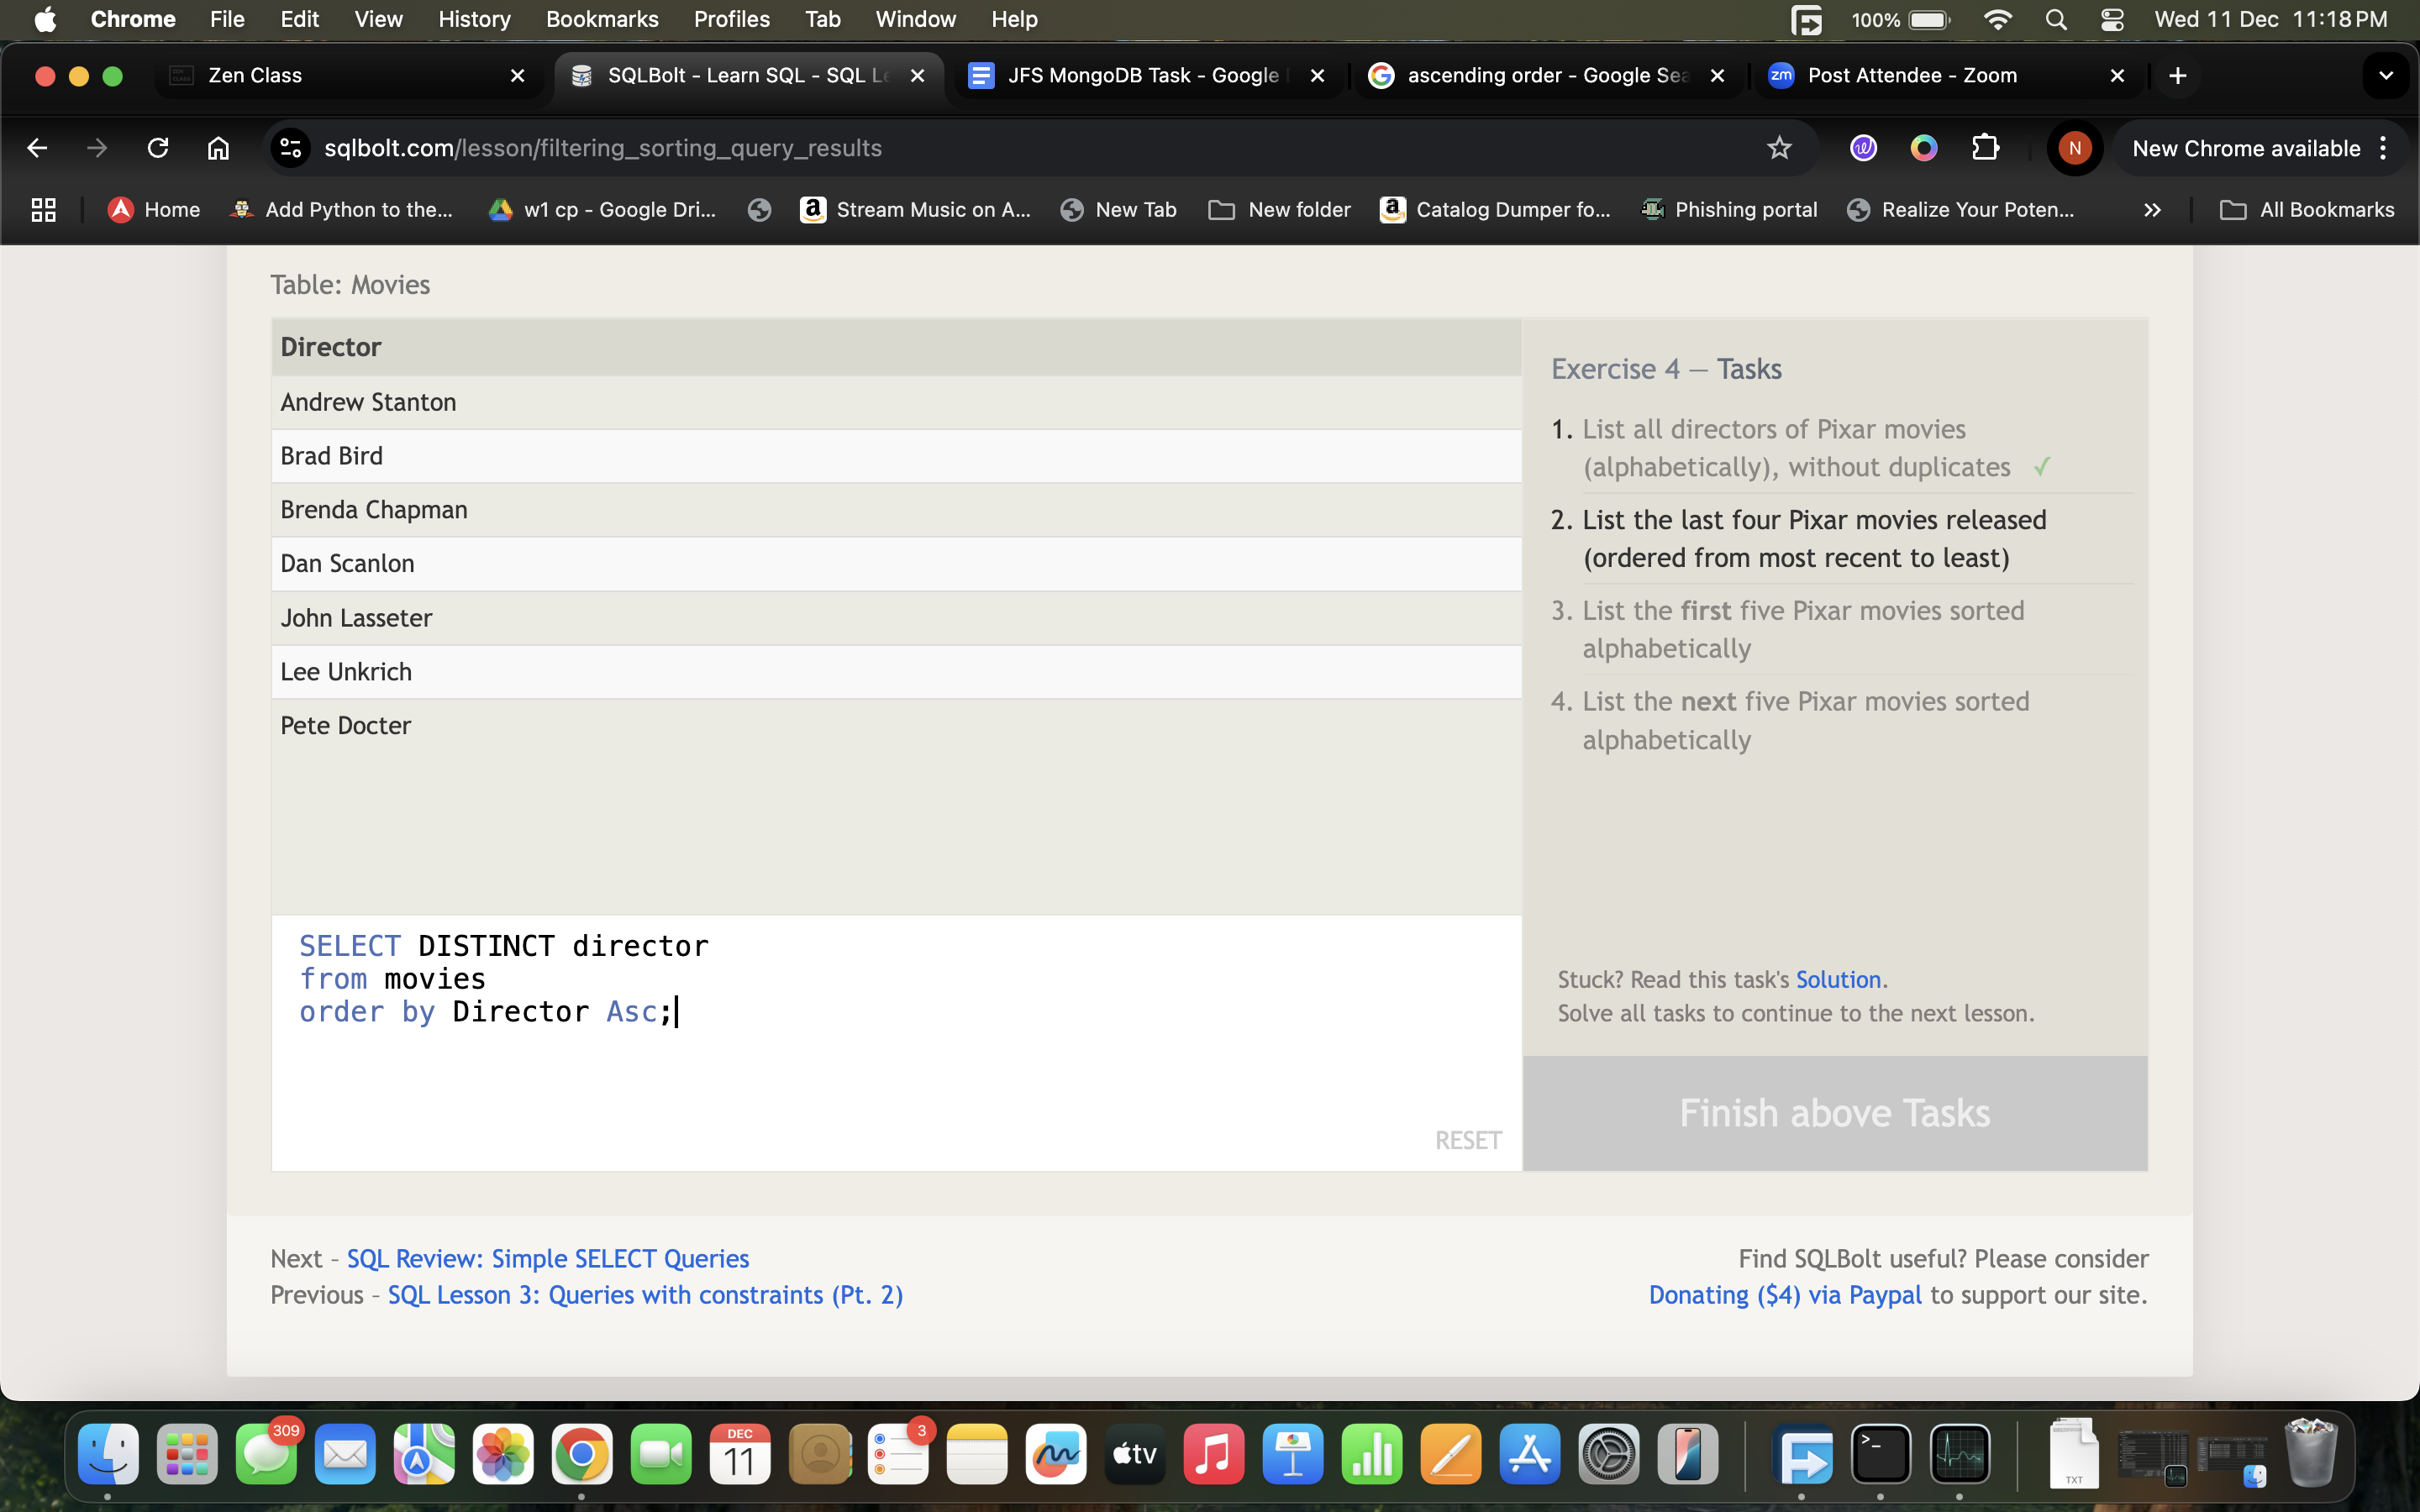 Chrome File Edit View History Bookmarks Profiles Tab Window Help 100% Wed 11 Dec 11:18 PM
Zen Class SQLBolt - Learn SQL - SQL Le JFS MongoDB Task - Google ascending order - Google Sea zm Post Attendee - Zoom
sqlbolt.com/lesson/filtering_sorting_query_results N New Chrome available
Home Add Python to the... w1 cp - Google Dri... Stream Music on A... New Tab New folder Catalog Dumper fo... Phishing portal Realize Your Poten... All Bookmarks
Table: Movies
Director
Andrew Stanton
Brad Bird
Brenda Chapman
Dan Scanlon
John Lasseter
Lee Unkrich
Pete Docter
SELECT DISTINCT director
from movies
order by Director Asc;
RESET
Exercise 4 — Tasks
1. List all directors of Pixar movies
(alphabetically), without duplicates ✓
2. List the last four Pixar movies released
(ordered from most recent to least)
3. List the first five Pixar movies sorted
alphabetically
4. List the next five Pixar movies sorted
alphabetically
Stuck? Read this task's Solution.
Solve all tasks to continue to the next lesson.
Finish above Tasks
Next – SQL Review: Simple SELECT Queries
Previous – SQL Lesson 3: Queries with constraints (Pt. 2)
Find SQLBolt useful? Please consider
Donating ($4) via Paypal to support our site.
309 DEC 11 3 tv TXT